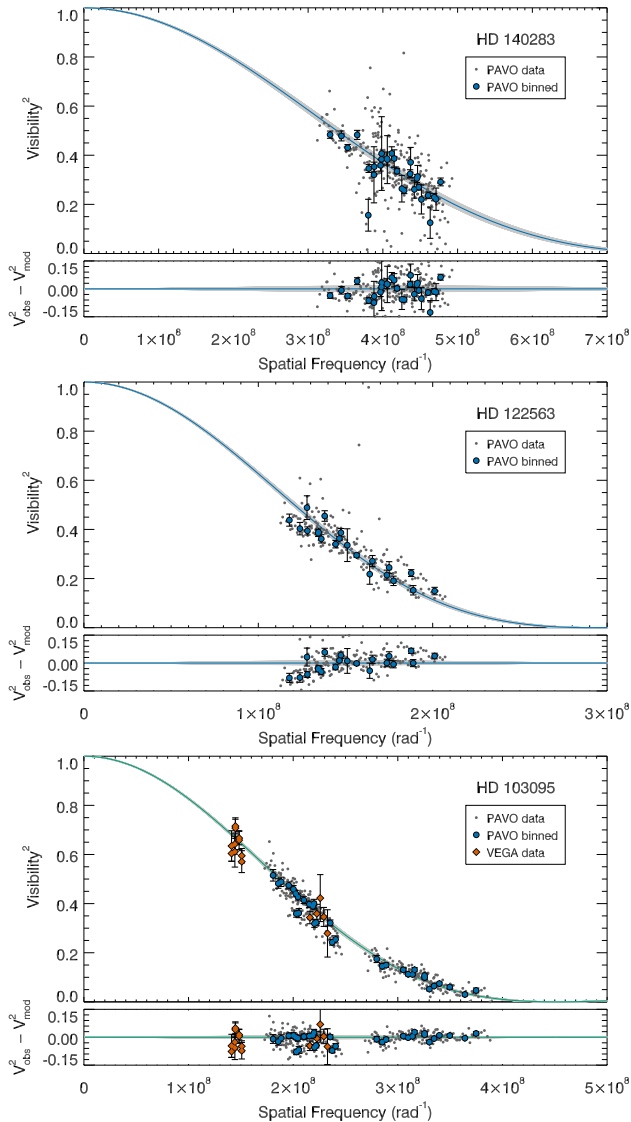 HD 140283
PAVO data
PAVO binned
Visibility²
1.0
0.8
0.6
0.4
0.2
0.0
V²obs − V²mod
0.15
0.00
-0.15
0 1×10⁸ 2×10⁸ 3×10⁸ 4×10⁸ 5×10⁸ 6×10⁸ 7×10⁸
Spatial Frequency (rad⁻¹)
HD 122563
PAVO data
PAVO binned
Visibility²
1.0
0.8
0.6
0.4
0.2
0.0
V²obs − V²mod
0.15
0.00
-0.15
0 1×10⁸ 2×10⁸ 3×10⁸
Spatial Frequency (rad⁻¹)
HD 103095
PAVO data
PAVO binned
VEGA data
Visibility²
1.0
0.8
0.6
0.4
0.2
0.0
V²obs − V²mod
0.15
0.00
-0.15
0 1×10⁸ 2×10⁸ 3×10⁸ 4×10⁸ 5×10⁸
Spatial Frequency (rad⁻¹)